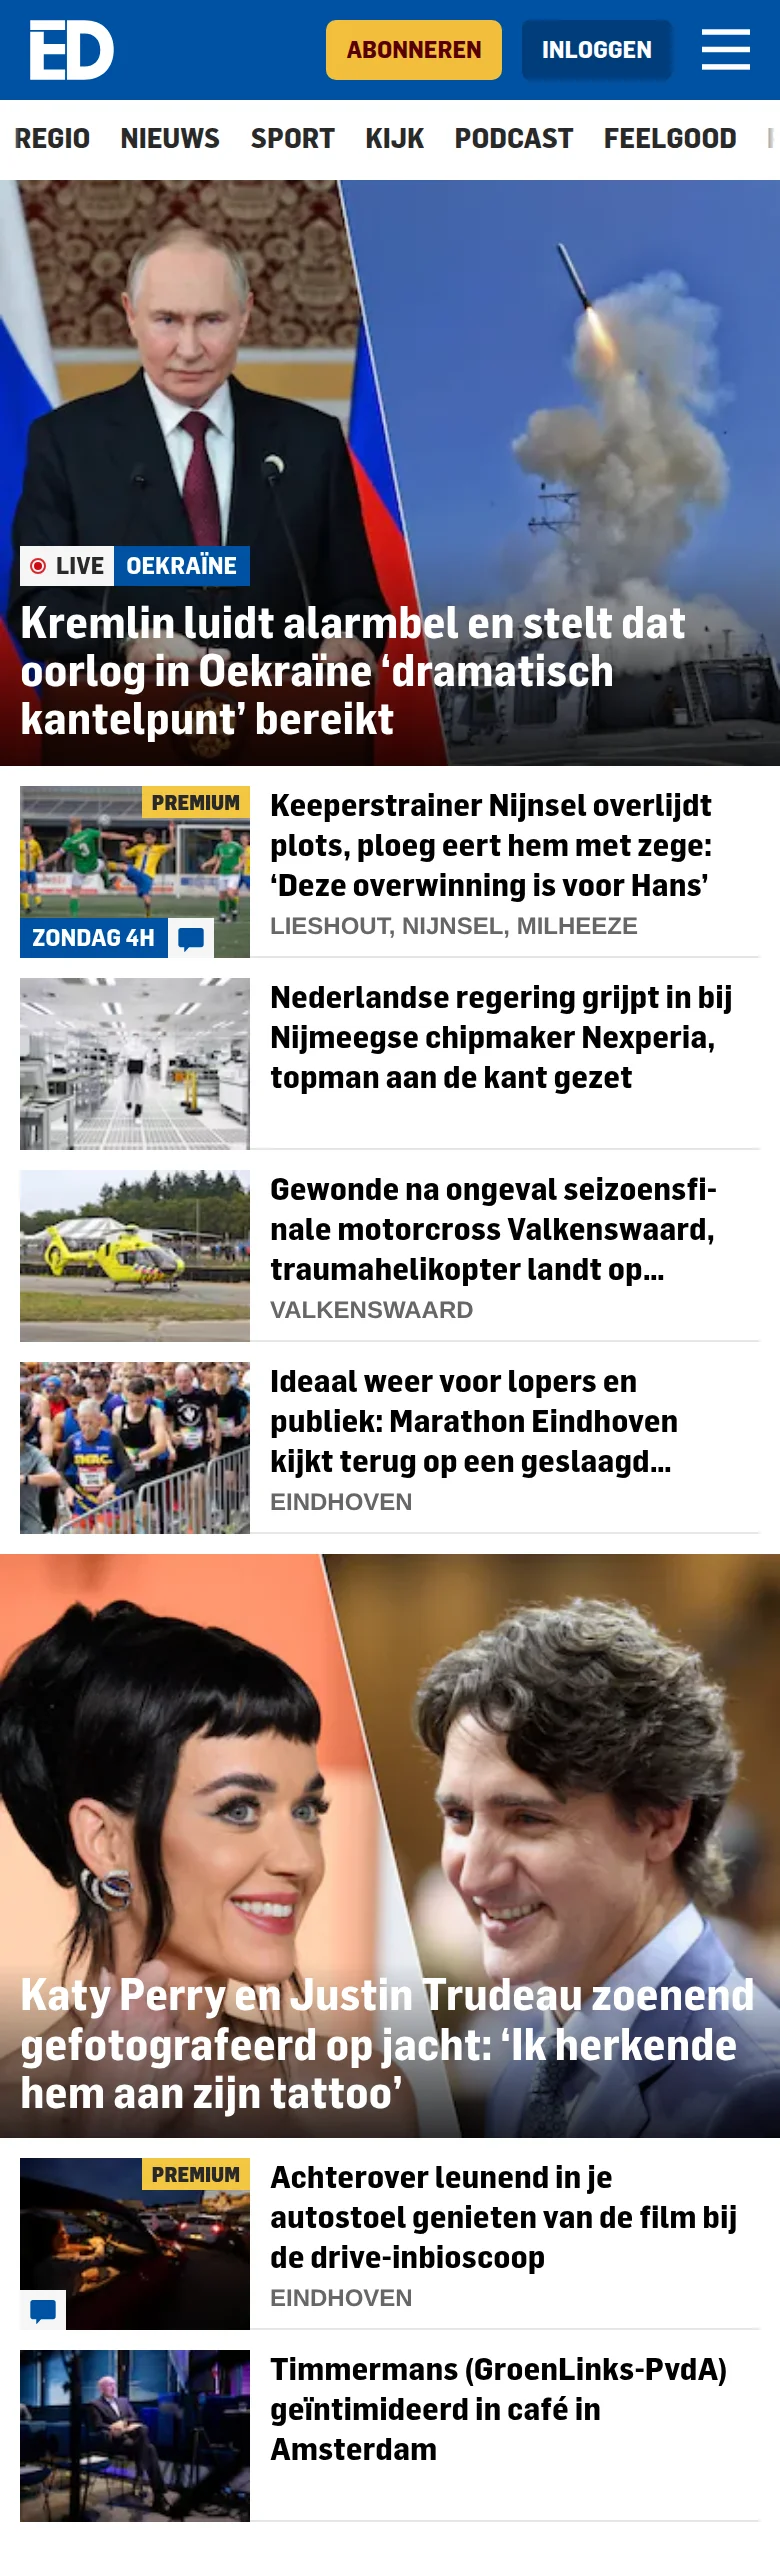 ED
ABONNEREN
INLOGGEN
REGIO NIEUWS SPORT KIJK PODCAST FEELGOOD
LIVE OEKRAÏNE
Kremlin luidt alarmbel en stelt dat
oorlog in Oekraïne ‘dramatisch
kantelpunt’ bereikt
PREMIUM
ZONDAG 4H
Keeperstrainer Nijnsel overlijdt
plots, ploeg eert hem met zege:
‘Deze overwinning is voor Hans’
LIESHOUT, NIJNSEL, MILHEEZE
Nederlandse regering grijpt in bij
Nijmeegse chipmaker Nexperia,
topman aan de kant gezet
Gewonde na ongeval seizoensfi-
nale motorcross Valkenswaard,
traumahelikopter landt op...
VALKENSWAARD
Ideaal weer voor lopers en
publiek: Marathon Eindhoven
kijkt terug op een geslaagd...
EINDHOVEN
Katy Perry en Justin Trudeau zoenend
gefotografeerd op jacht: ‘Ik herkende
hem aan zijn tattoo’
PREMIUM
Achterover leunend in je
autostoel genieten van de film bij
de drive-inbioscoop
EINDHOVEN
Timmermans (GroenLinks-PvdA)
geïntimideerd in café in
Amsterdam